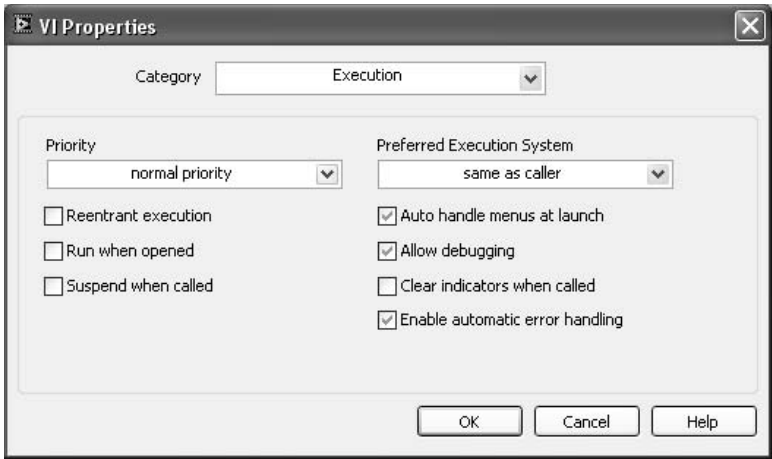 VI Properties
Category Execution
Priority Preferred Execution System
normal priority same as caller
Reentrant execution Auto handle menus at launch
Run when opened Allow debugging
Suspend when called Clear indicators when called
Enable automatic error handling
OK Cancel Help